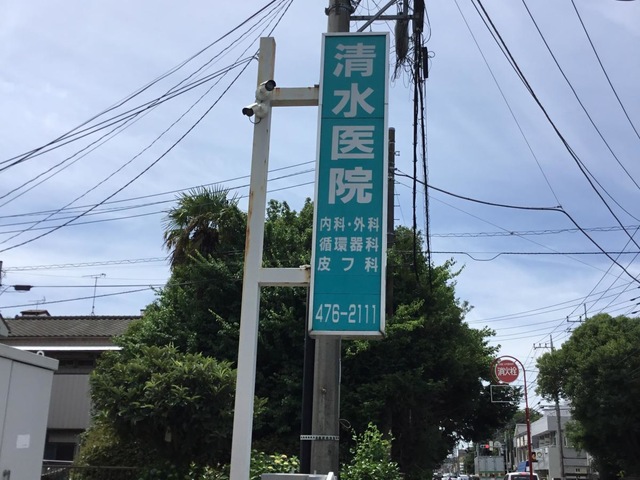 清水医院
内科・外科
循環器科
皮フ科
476-2111
消火栓